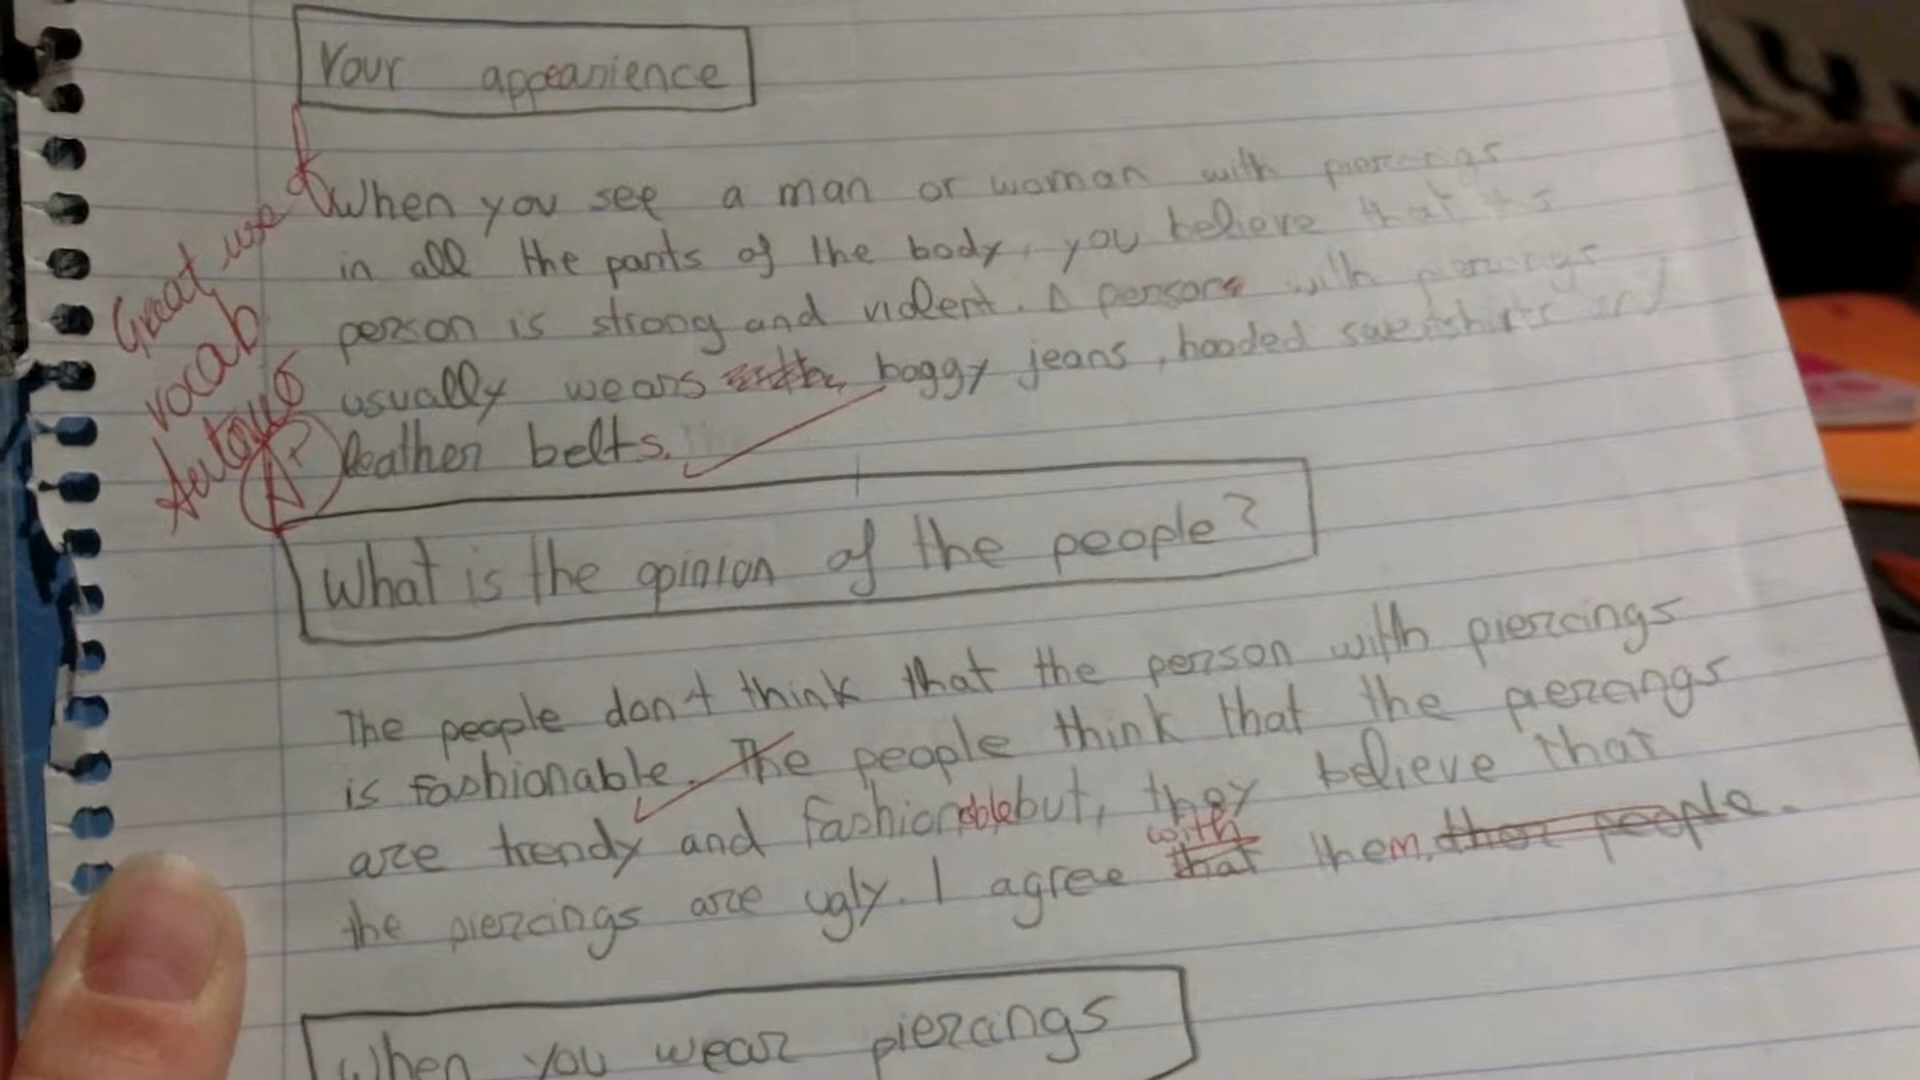 Your appearience
When you see a man or woman with piercings
in all the parts of the body, you believe that its
person is strong and violent. A persons with piercings
usually wears baggy jeans, hooded sweatshirts and
leather belts.
Great use of
vocab
What is the opinion of the people?
The people don't think that the person with piercings
is fashionable. The people think that the piercings
are trendy and fashionable but, they believe that
with
the piercings are ugly. I agree that them. ther people.
When you wear piercings